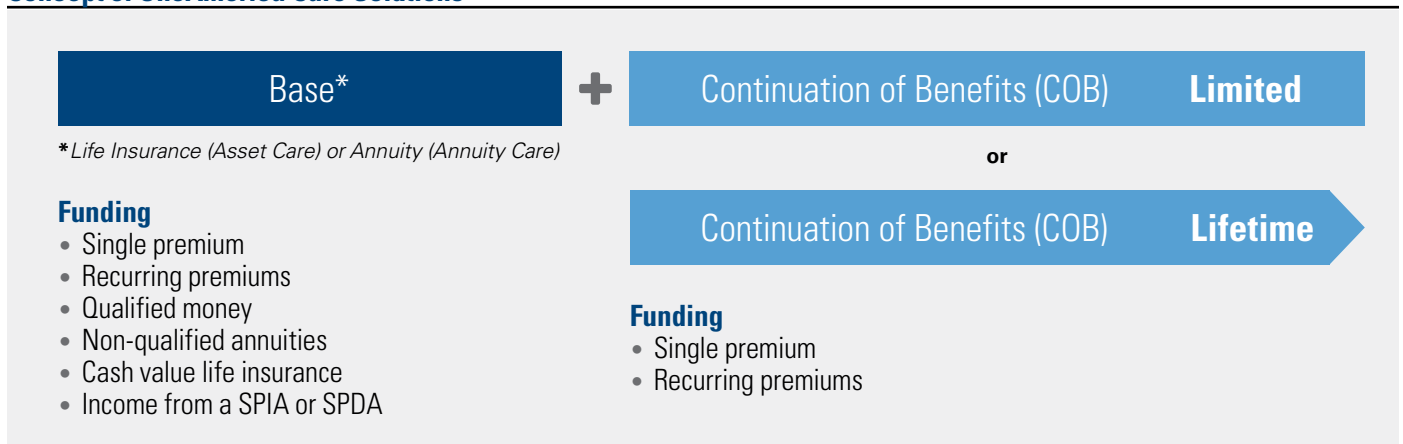 Base*
*Life Insurance (Asset Care) or Annuity (Annuity Care)
Funding
• Single premium
• Recurring premiums
• Qualified money
• Non-qualified annuities
• Cash value life insurance
• Income from a SPIA or SPDA
+
Continuation of Benefits (COB) Limited
or
Continuation of Benefits (COB) Lifetime
Funding
• Single premium
• Recurring premiums